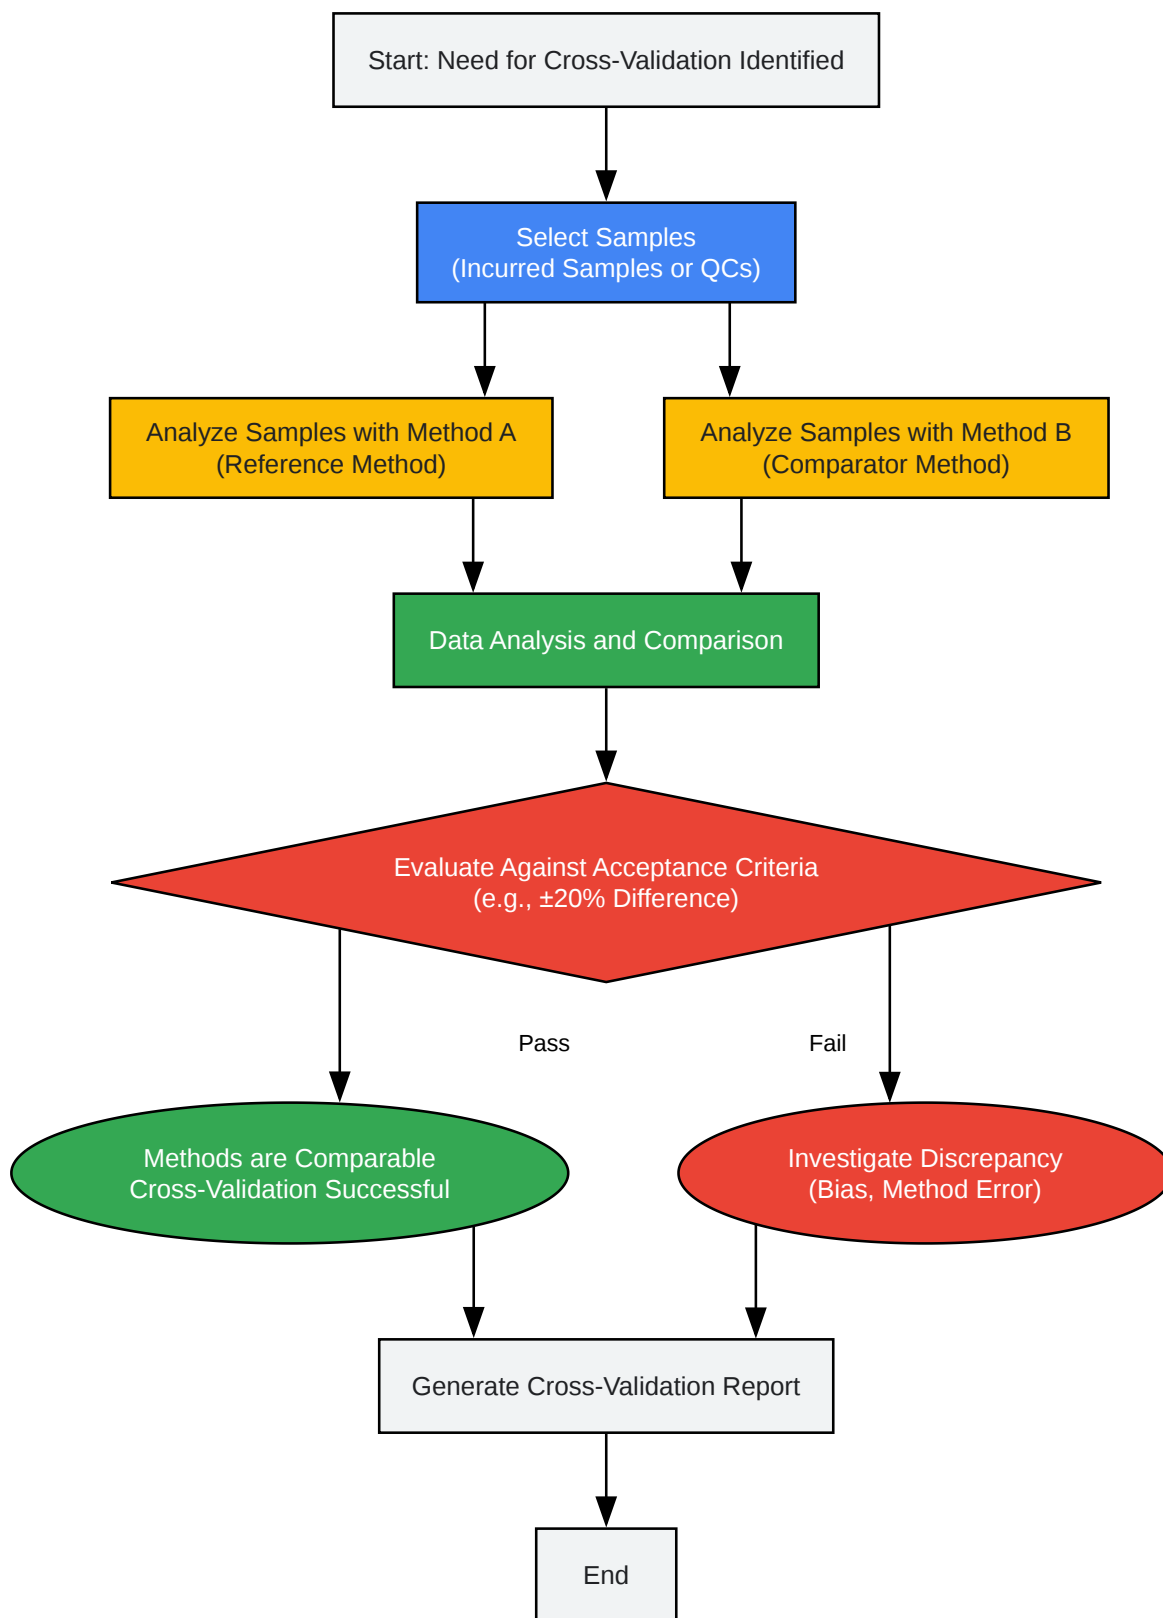 Start: Need for Cross-Validation Identified
Select Samples
(Incurred Samples or QCs)
Analyze Samples with Method A
(Reference Method)
Analyze Samples with Method B
(Comparator Method)
Data Analysis and Comparison
Evaluate Against Acceptance Criteria
(e.g., ±20% Difference)
Pass
Fail
Methods are Comparable
Cross-Validation Successful
Investigate Discrepancy
(Bias, Method Error)
Generate Cross-Validation Report
End